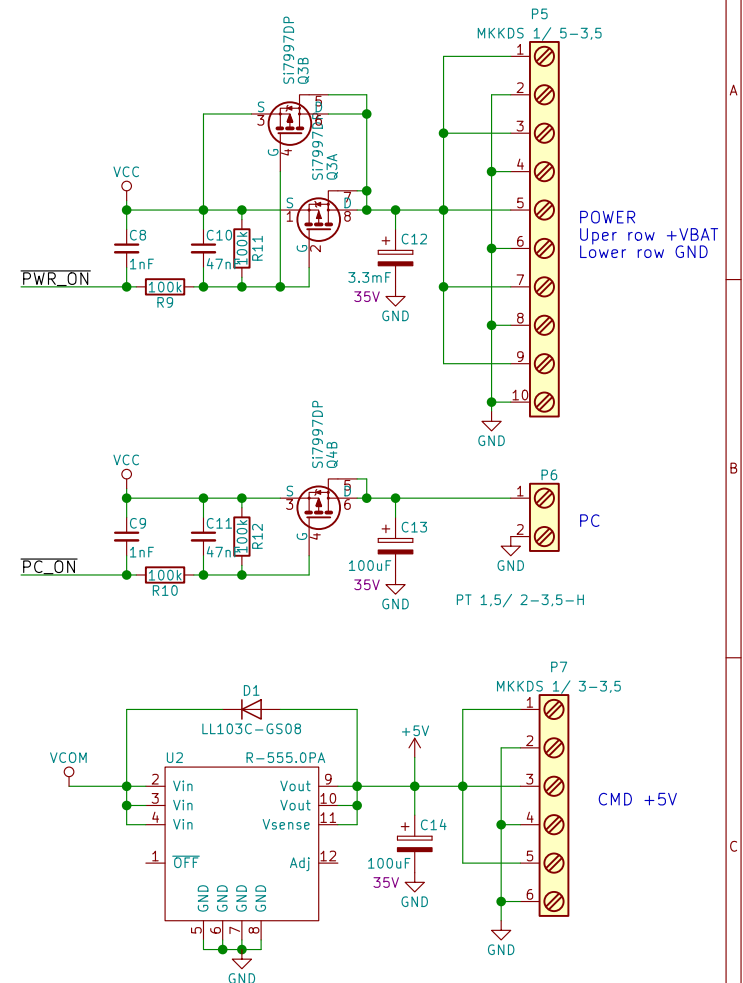 P5
MKKDS 1/ 5-3,5
Si7997DP
Q3B
5
S
D
3
6
G
4
Si7997DP
Q3A
7
S
D
1
8
G
2
VCC
C8
1nF
C10
47nF
100k
R11
PWR_ON
100k
R9
C12
3.3mF
35V
GND
1
2
3
4
5
6
7
8
9
10
GND
POWER
Uper row +VBAT
Lower row GND
A
Si7997DP
Q4B
5
S
D
3
6
G
4
VCC
C9
1nF
C11
47nF
100k
R12
PC_ON
100k
R10
C13
100uF
35V
GND
P6
1
2
GND
PC
PT 1,5/ 2-3,5-H
B
D1
LL103C-GS08
VCOM
U2
R-555.0PA
2
Vin
3
Vin
4
Vin
1
OFF
Vout
9
Vout
10
Vsense
11
Adj
12
GND
GND
GND
GND
5
6
7
8
GND
+5V
C14
100uF
35V
GND
P7
MKKDS 1/ 3-3,5
1
2
3
4
5
6
GND
CMD +5V
C